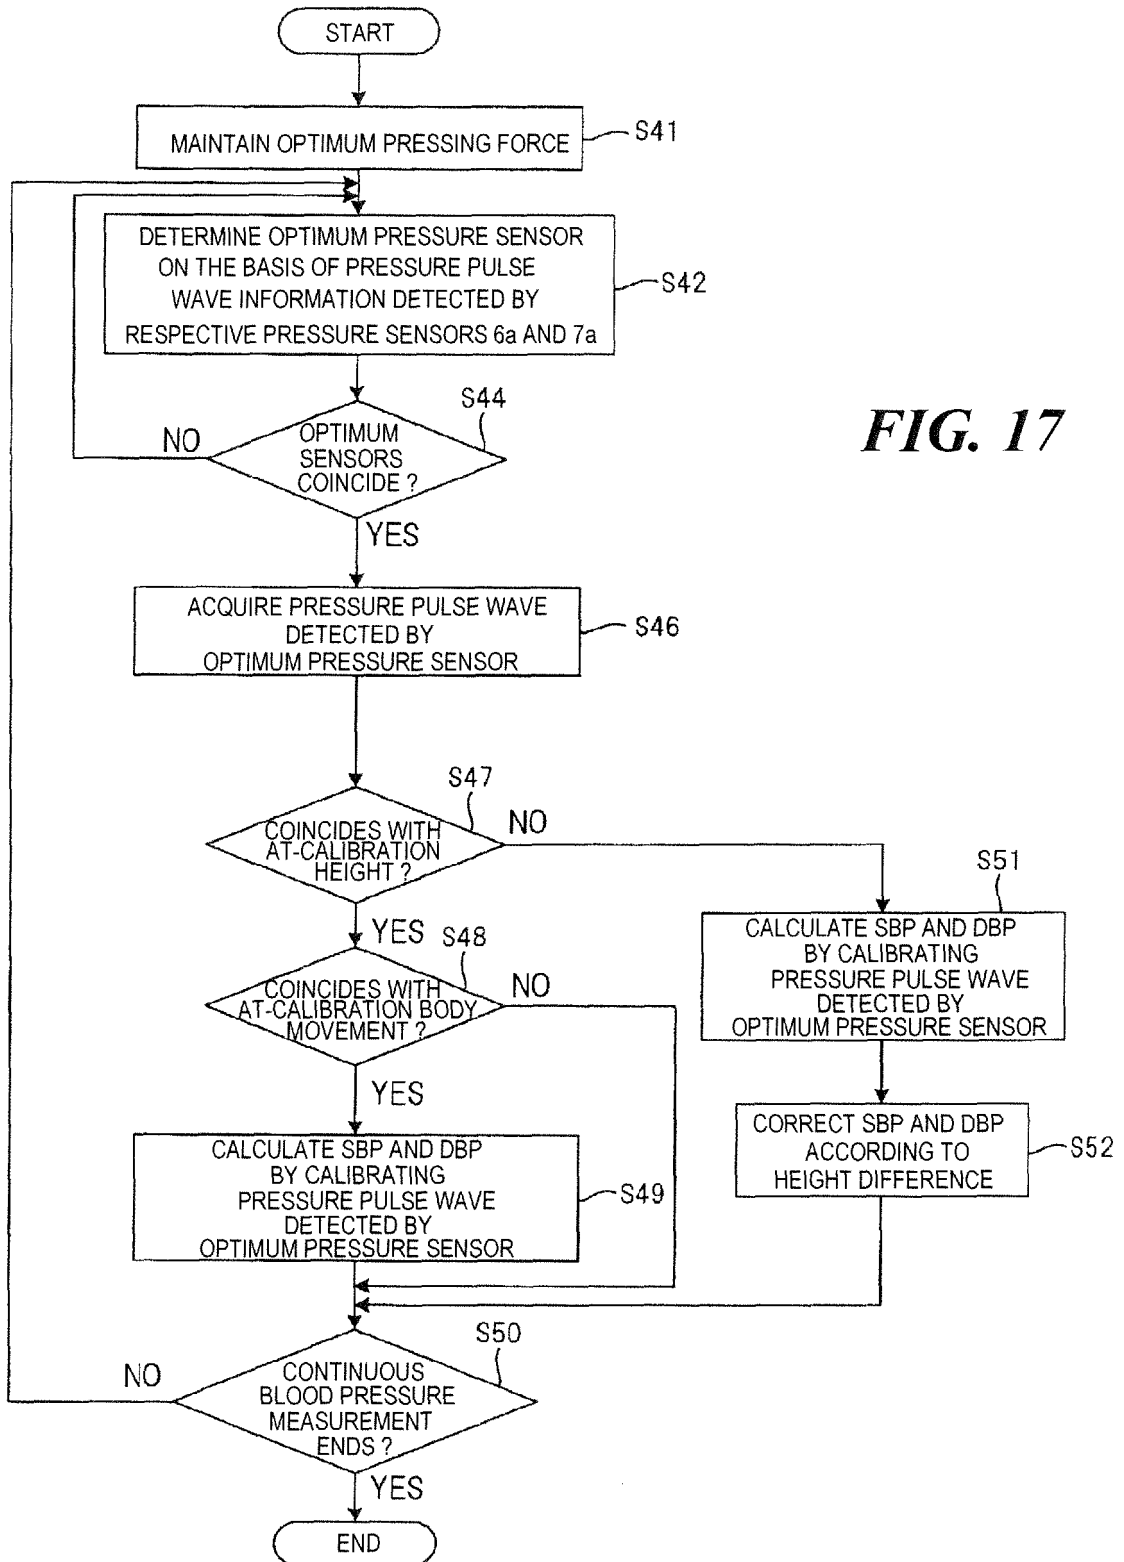 START
MAINTAIN OPTIMUM PRESSING FORCE
S41
DETERMINE OPTIMUM PRESSURE SENSOR
ON THE BASIS OF PRESSURE PULSE
WAVE INFORMATION DETECTED BY
RESPECTIVE PRESSURE SENSORS 6a AND 7a
S42
S44
OPTIMUM
SENSORS
COINCIDE ?
NO
YES
FIG. 17
ACQUIRE PRESSURE PULSE WAVE
DETECTED BY
OPTIMUM PRESSURE SENSOR
S46
S47
COINCIDES WITH
AT-CALIBRATION
HEIGHT ?
NO
YES
S48
COINCIDES WITH
AT-CALIBRATION BODY
MOVEMENT ?
NO
YES
S51
CALCULATE SBP AND DBP
BY CALIBRATING
PRESSURE PULSE WAVE
DETECTED BY
OPTIMUM PRESSURE SENSOR
CORRECT SBP AND DBP
ACCORDING TO
HEIGHT DIFFERENCE
S52
CALCULATE SBP AND DBP
BY CALIBRATING
PRESSURE PULSE WAVE
DETECTED BY
OPTIMUM PRESSURE SENSOR
S49
S50
CONTINUOUS
BLOOD PRESSURE
MEASUREMENT
ENDS ?
NO
YES
END